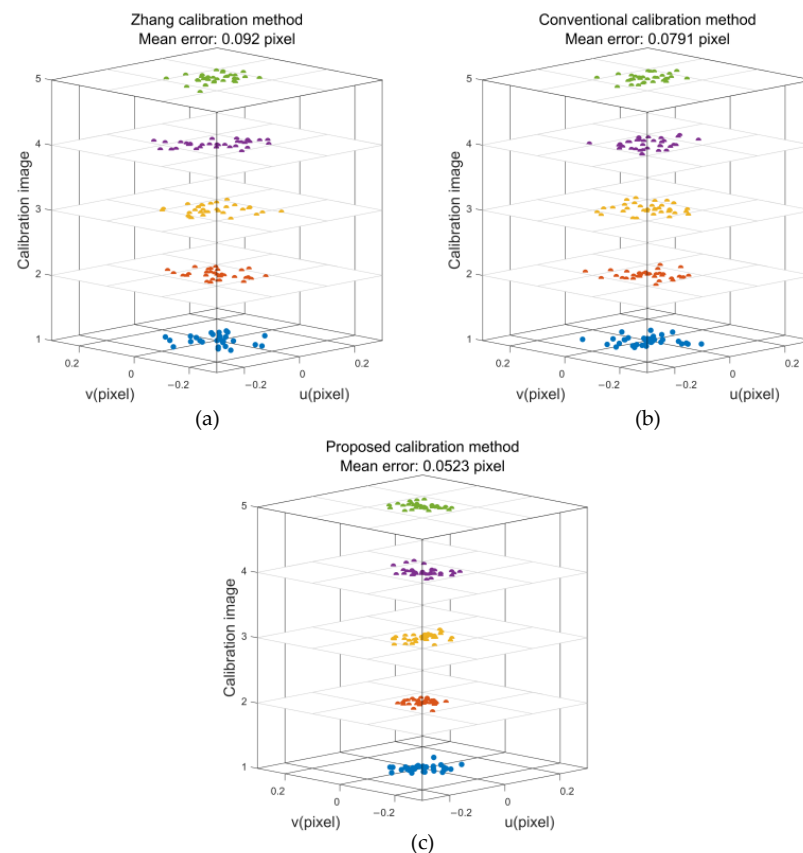 Zhang calibration method
Mean error: 0.092 pixel
5
4
3
2
1
Calibration image
0.2
0
−0.2
v(pixel)
−0.2
0
0.2
u(pixel)
(a)
Conventional calibration method
Mean error: 0.0791 pixel
5
4
3
2
1
Calibration image
0.2
0
−0.2
v(pixel)
−0.2
0
u(pixel)
(b)
Proposed calibration method
Mean error: 0.0523 pixel
5
4
3
2
1
Calibration image
0.2
0
−0.2
v(pixel)
−0.2
0
0.2
u(pixel)
(c)